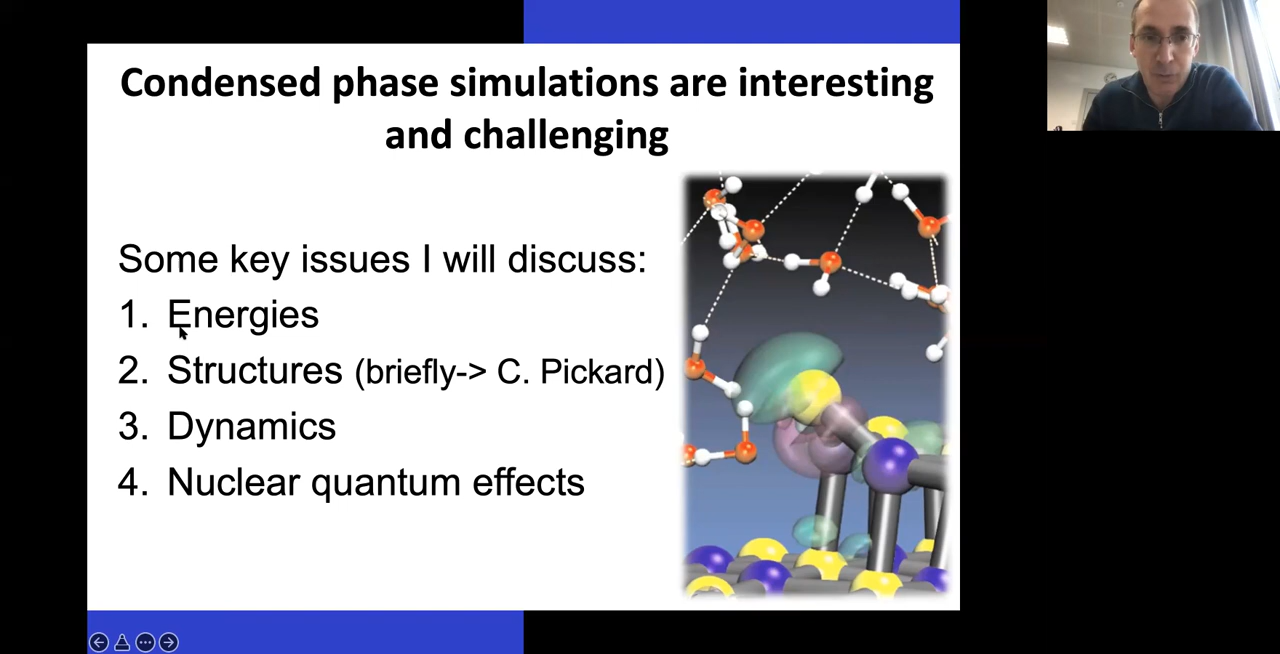 Condensed phase simulations are interesting
and challenging
Some key issues I will discuss:
1. Energies
2. Structures (briefly-> C. Pickard)
3. Dynamics
4. Nuclear quantum effects